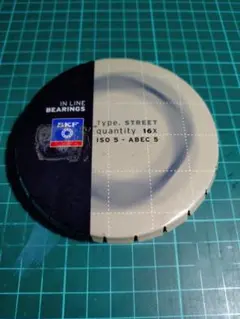 IN LINE
BEARINGS
SKF
Type. STREET
quantity 16X
ISO 5 - ABEC 5